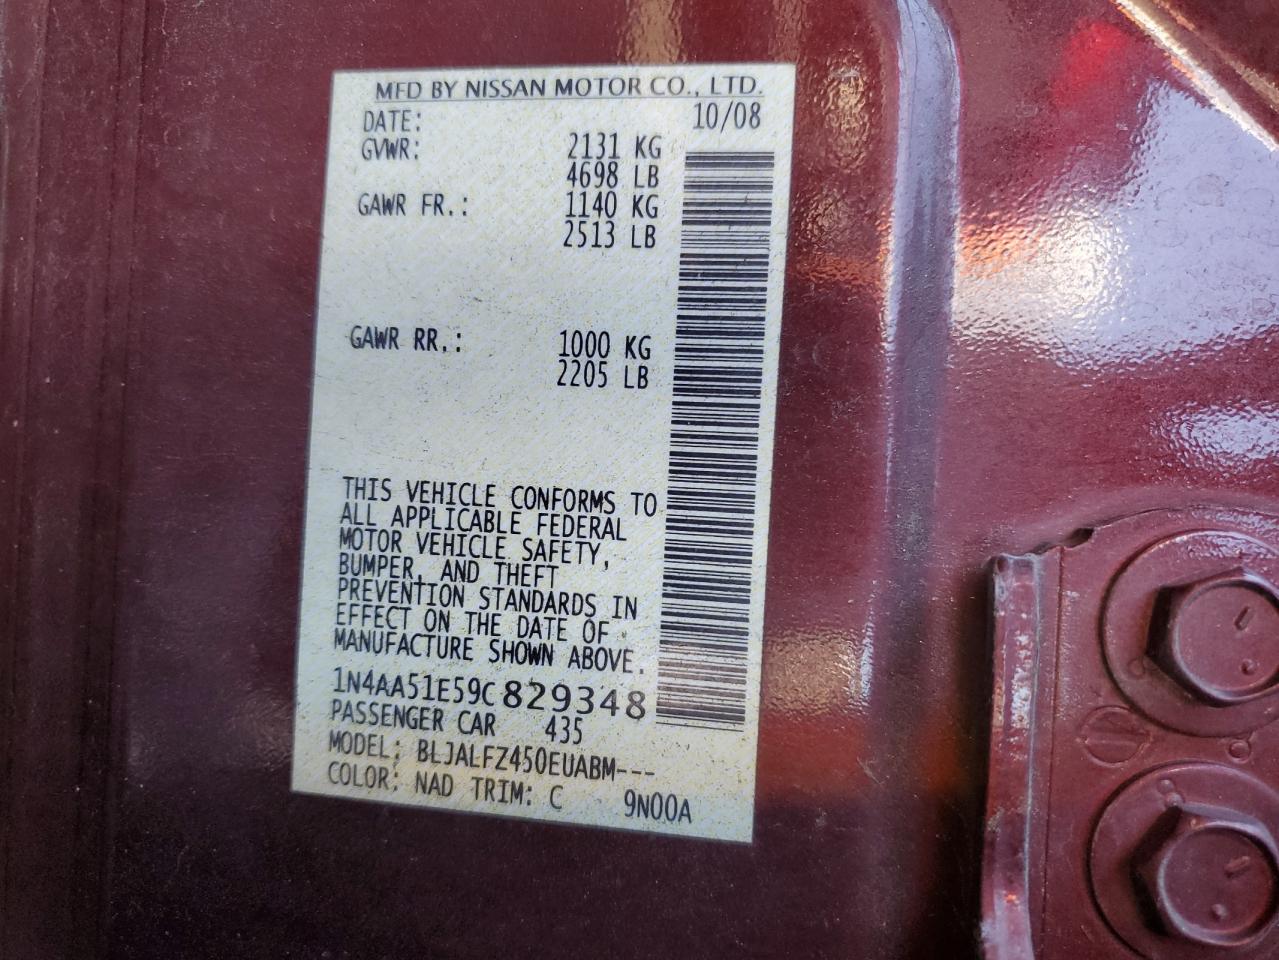 MFD BY NISSAN MOTOR CO., LTD.
DATE: 10/08
GVWR: 2131 KG
4698 LB
GAWR FR.: 1140 KG
2513 LB
GAWR RR.: 1000 KG
2205 LB
THIS VEHICLE CONFORMS TO
ALL APPLICABLE FEDERAL
MOTOR VEHICLE SAFETY,
BUMPER, AND THEFT
PREVENTION STANDARDS IN
EFFECT ON THE DATE OF
MANUFACTURE SHOWN ABOVE.
1N4AA51E59C829348
PASSENGER CAR 435
MODEL: BLJALFZ450EUABM---
COLOR: NAD TRIM: C 9N00A